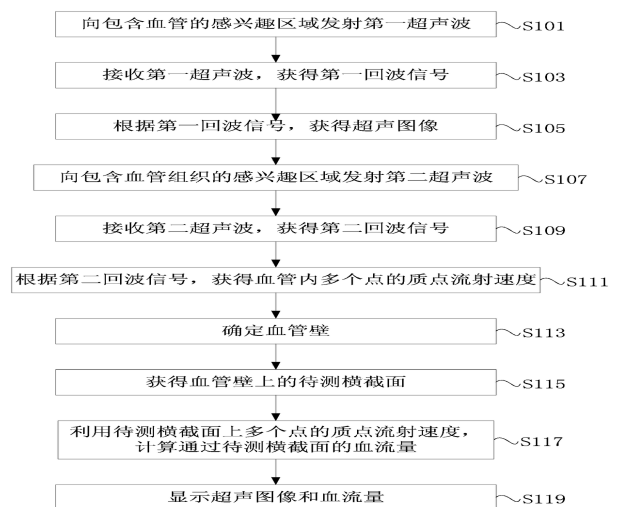 向包含血管的感兴趣区域发射第一超声波 S101
接收第一超声波，获得第一回波信号 S103
根据第一回波信号，获得超声图像 S105
向包含血管组织的感兴趣区域发射第二超声波 S107
接收第二超声波，获得第二回波信号 S109
根据第二回波信号，获得血管内多个点的质点流射速度 S111
确定血管壁 S113
获得血管壁上的待测横截面 S115
利用待测横截面上多个点的质点流射速度，
计算通过待测横截面的血流量 S117
显示超声图像和血流量 S119